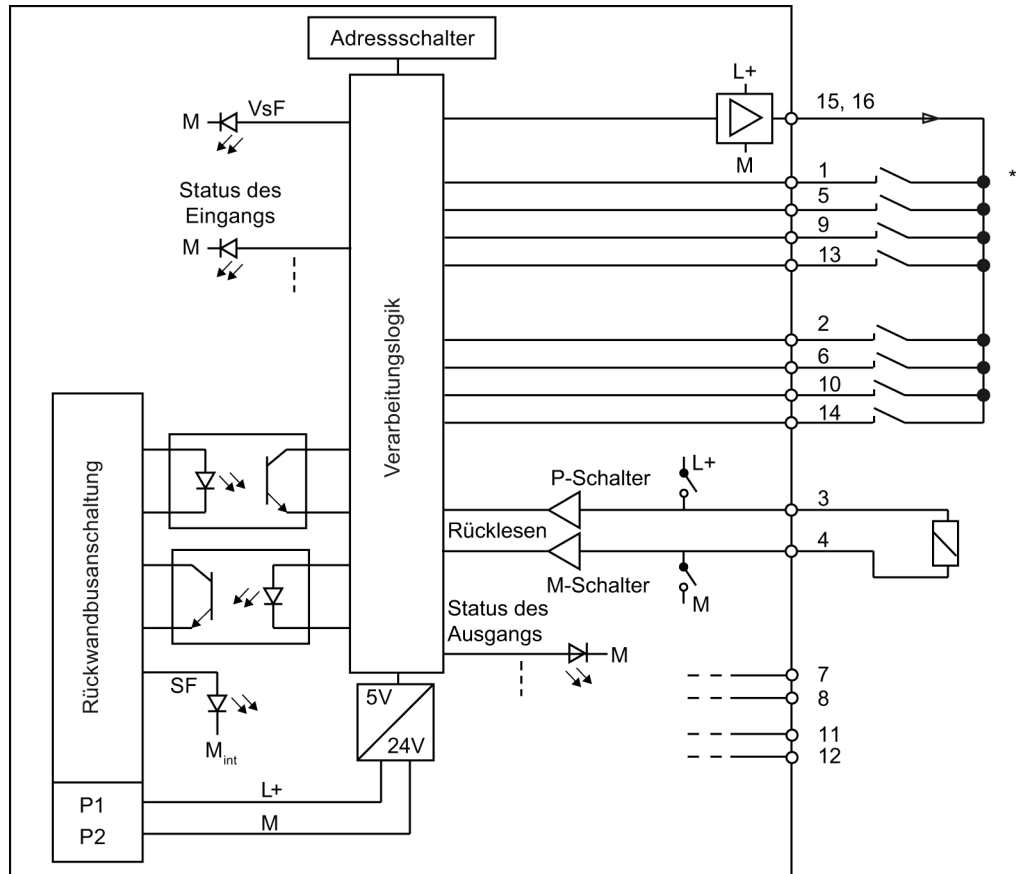 Adressschalter
L+
15, 16
VsF
M
M
1
*
Status des
Eingangs
5
9
M
13
Verarbeitungslogik
2
6
10
14
Rückwandbusanschaltung
P-Schalter
L+
3
Rücklesen
4
M-Schalter
M
Status des
Ausgangs
M
7
SF
5V
8
24V
11
Mint
12
L+
P1
M
P2